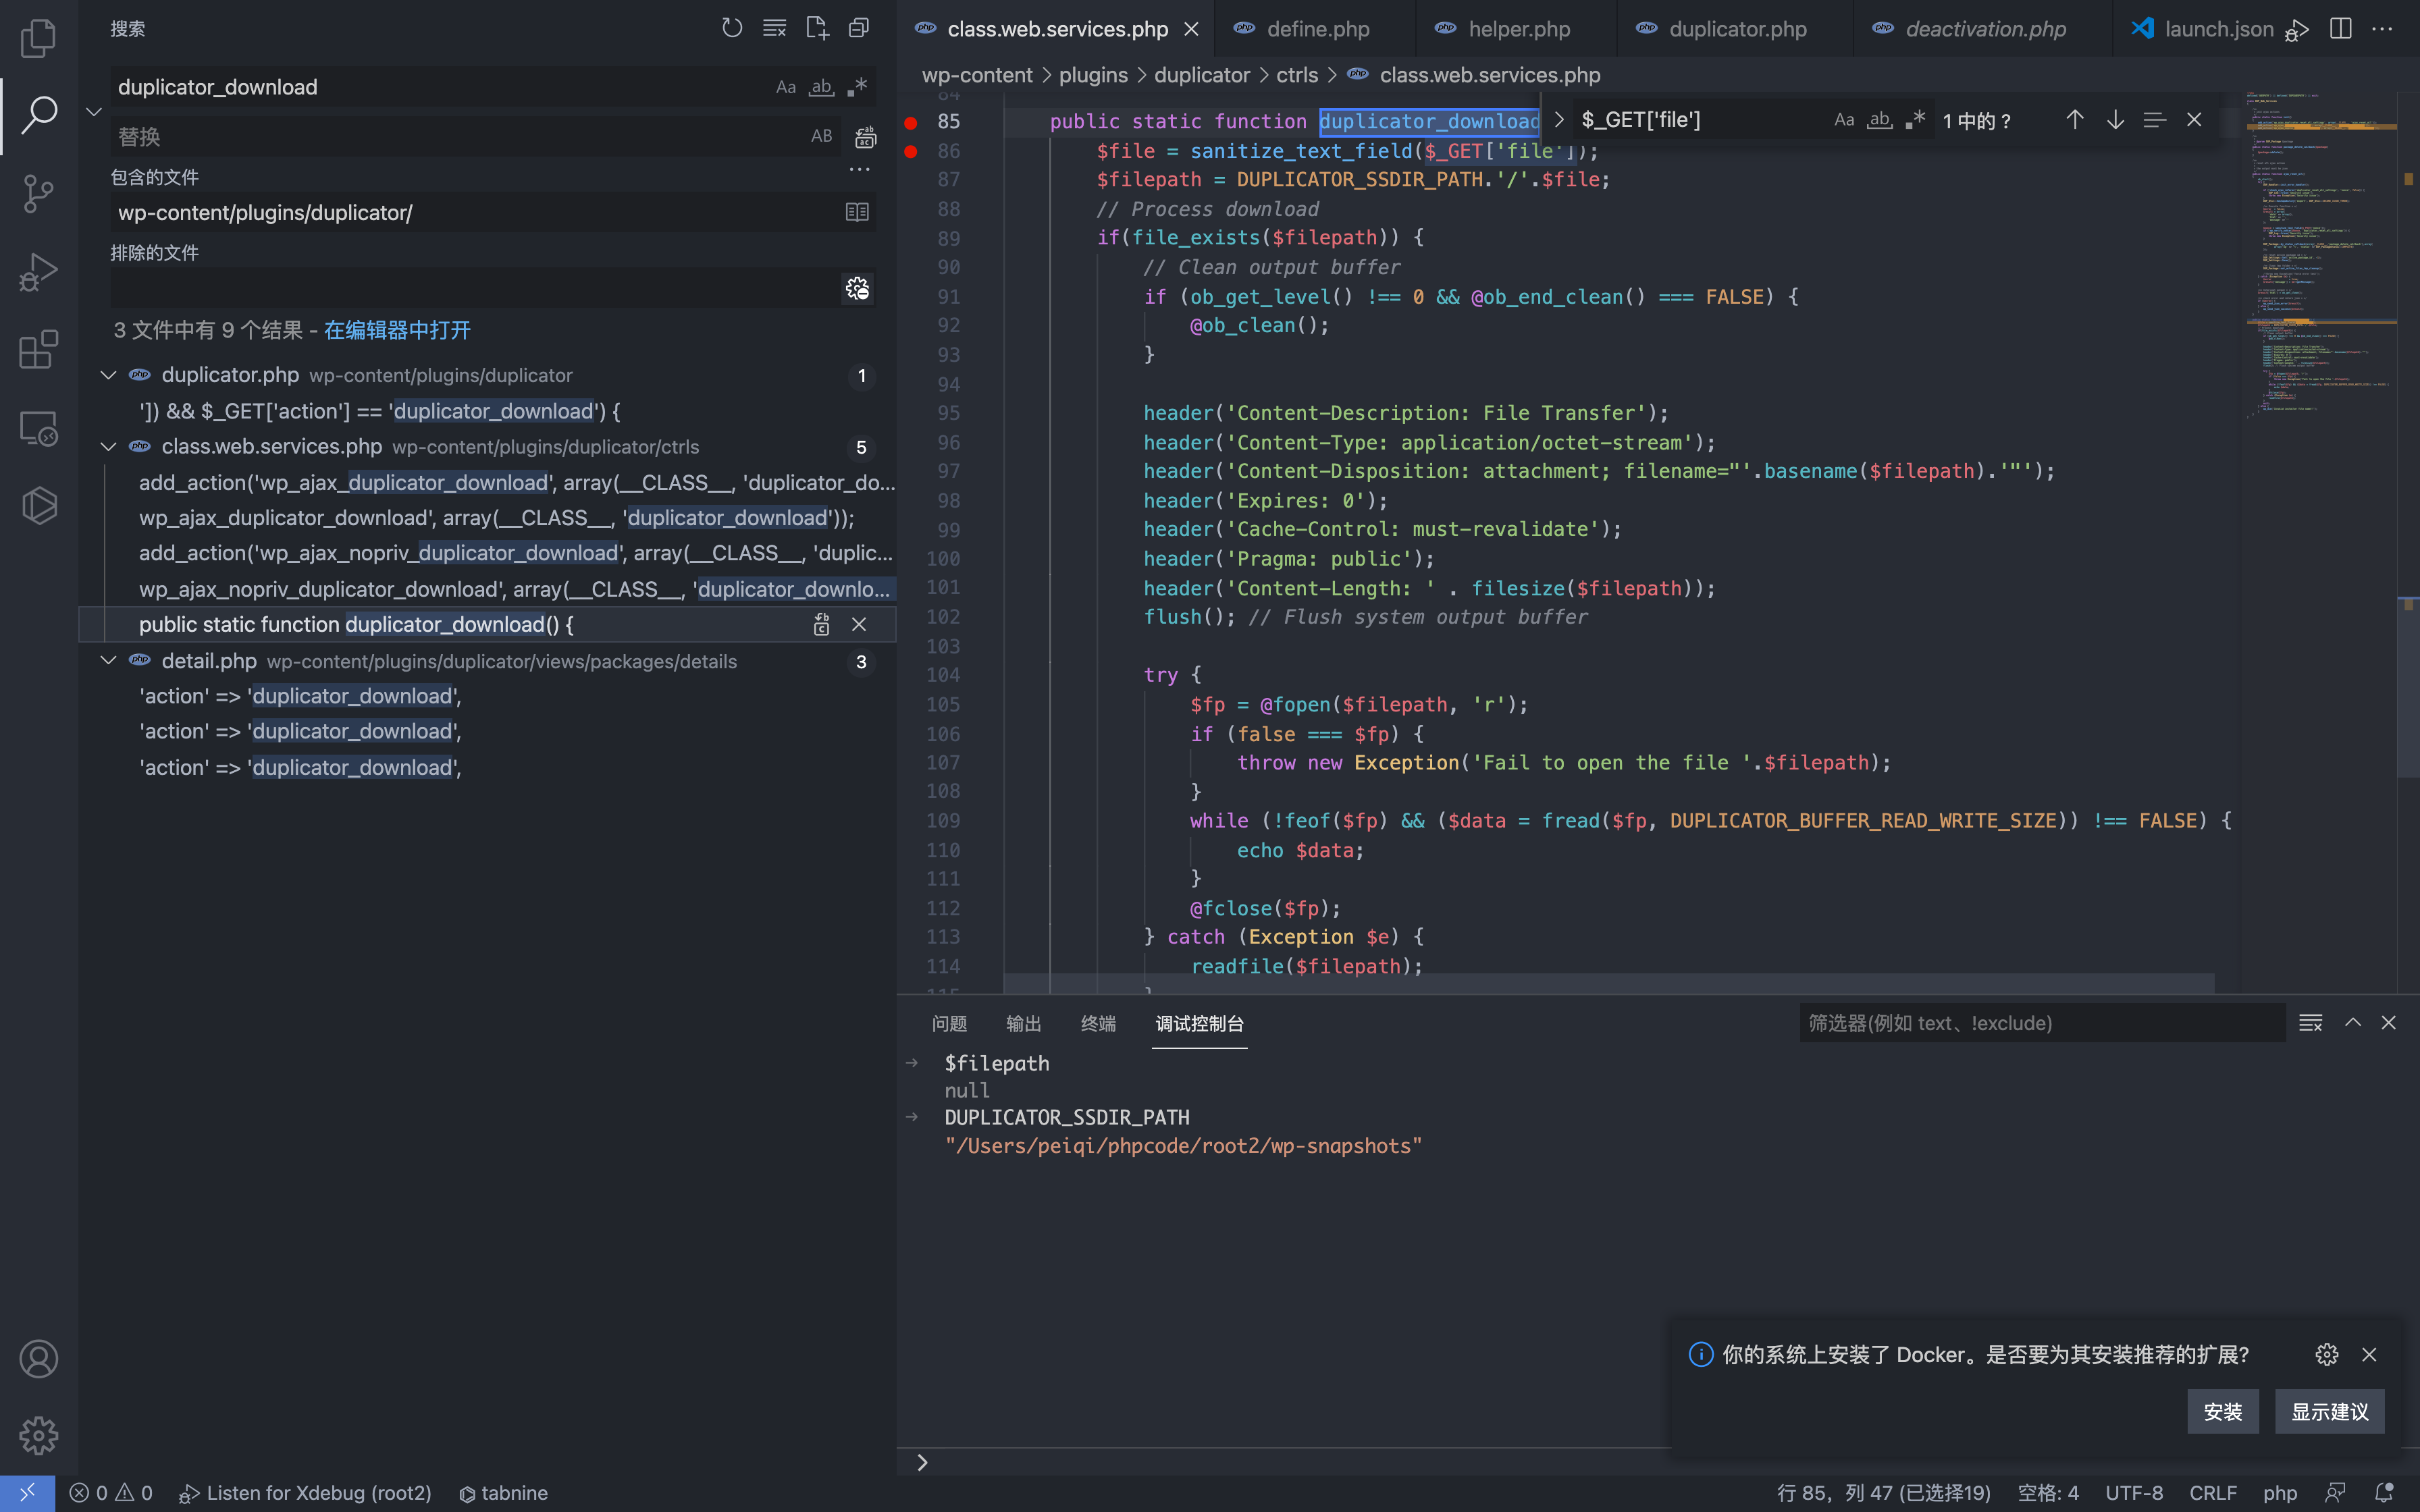 搜索
duplicator_download
Aa ab
替换
AB
包含的文件
wp-content/plugins/duplicator/
排除的文件
3 文件中有 9 个结果 - 在编辑器中打开
duplicator.php wp-content/plugins/duplicator 1
']) && $_GET['action'] == 'duplicator_download') {
class.web.services.php wp-content/plugins/duplicator/ctrls 5
add_action('wp_ajax_duplicator_download', array(__CLASS__, 'duplicator_do...
wp_ajax_duplicator_download', array(__CLASS__, 'duplicator_download'));
add_action('wp_ajax_nopriv_duplicator_download', array(__CLASS__, 'duplic...
wp_ajax_nopriv_duplicator_download', array(__CLASS__, 'duplicator_downlo...
public static function duplicator_download() {
detail.php wp-content/plugins/duplicator/views/packages/details 3
'action' => 'duplicator_download',
'action' => 'duplicator_download',
'action' => 'duplicator_download',
class.web.services.php define.php helper.php duplicator.php deactivation.php launch.json
wp-content > plugins > duplicator > ctrls > class.web.services.php
$_GET['file'] Aa ab 1 中的 ?
84
85 public static function duplicator_download
86 $file = sanitize_text_field($_GET['file']);
87 $filepath = DUPLICATOR_SSDIR_PATH.'/'.$file;
88 // Process download
89 if(file_exists($filepath)) {
90 // Clean output buffer
91 if (ob_get_level() !== 0 && @ob_end_clean() === FALSE) {
92 @ob_clean();
93 }
94
95 header('Content-Description: File Transfer');
96 header('Content-Type: application/octet-stream');
97 header('Content-Disposition: attachment; filename="'.basename($filepath).'"');
98 header('Expires: 0');
99 header('Cache-Control: must-revalidate');
100 header('Pragma: public');
101 header('Content-Length: ' . filesize($filepath));
102 flush(); // Flush system output buffer
103
104 try {
105 $fp = @fopen($filepath, 'r');
106 if (false === $fp) {
107 throw new Exception('Fail to open the file '.$filepath);
108 }
109 while (!feof($fp) && ($data = fread($fp, DUPLICATOR_BUFFER_READ_WRITE_SIZE)) !== FALSE) {
110 echo $data;
111 }
112 @fclose($fp);
113 } catch (Exception $e) {
114 readfile($filepath);
115 }
问题 输出 终端 调试控制台
筛选器(例如 text、!exclude)
$filepath
null
DUPLICATOR_SSDIR_PATH
"/Users/peiqi/phpcode/root2/wp-snapshots"
你的系统上安装了 Docker。是否要为其安装推荐的扩展?
安装 显示建议
0 0 Listen for Xdebug (root2) tabnine
行 85，列 47 (已选择19) 空格: 4 UTF-8 CRLF php